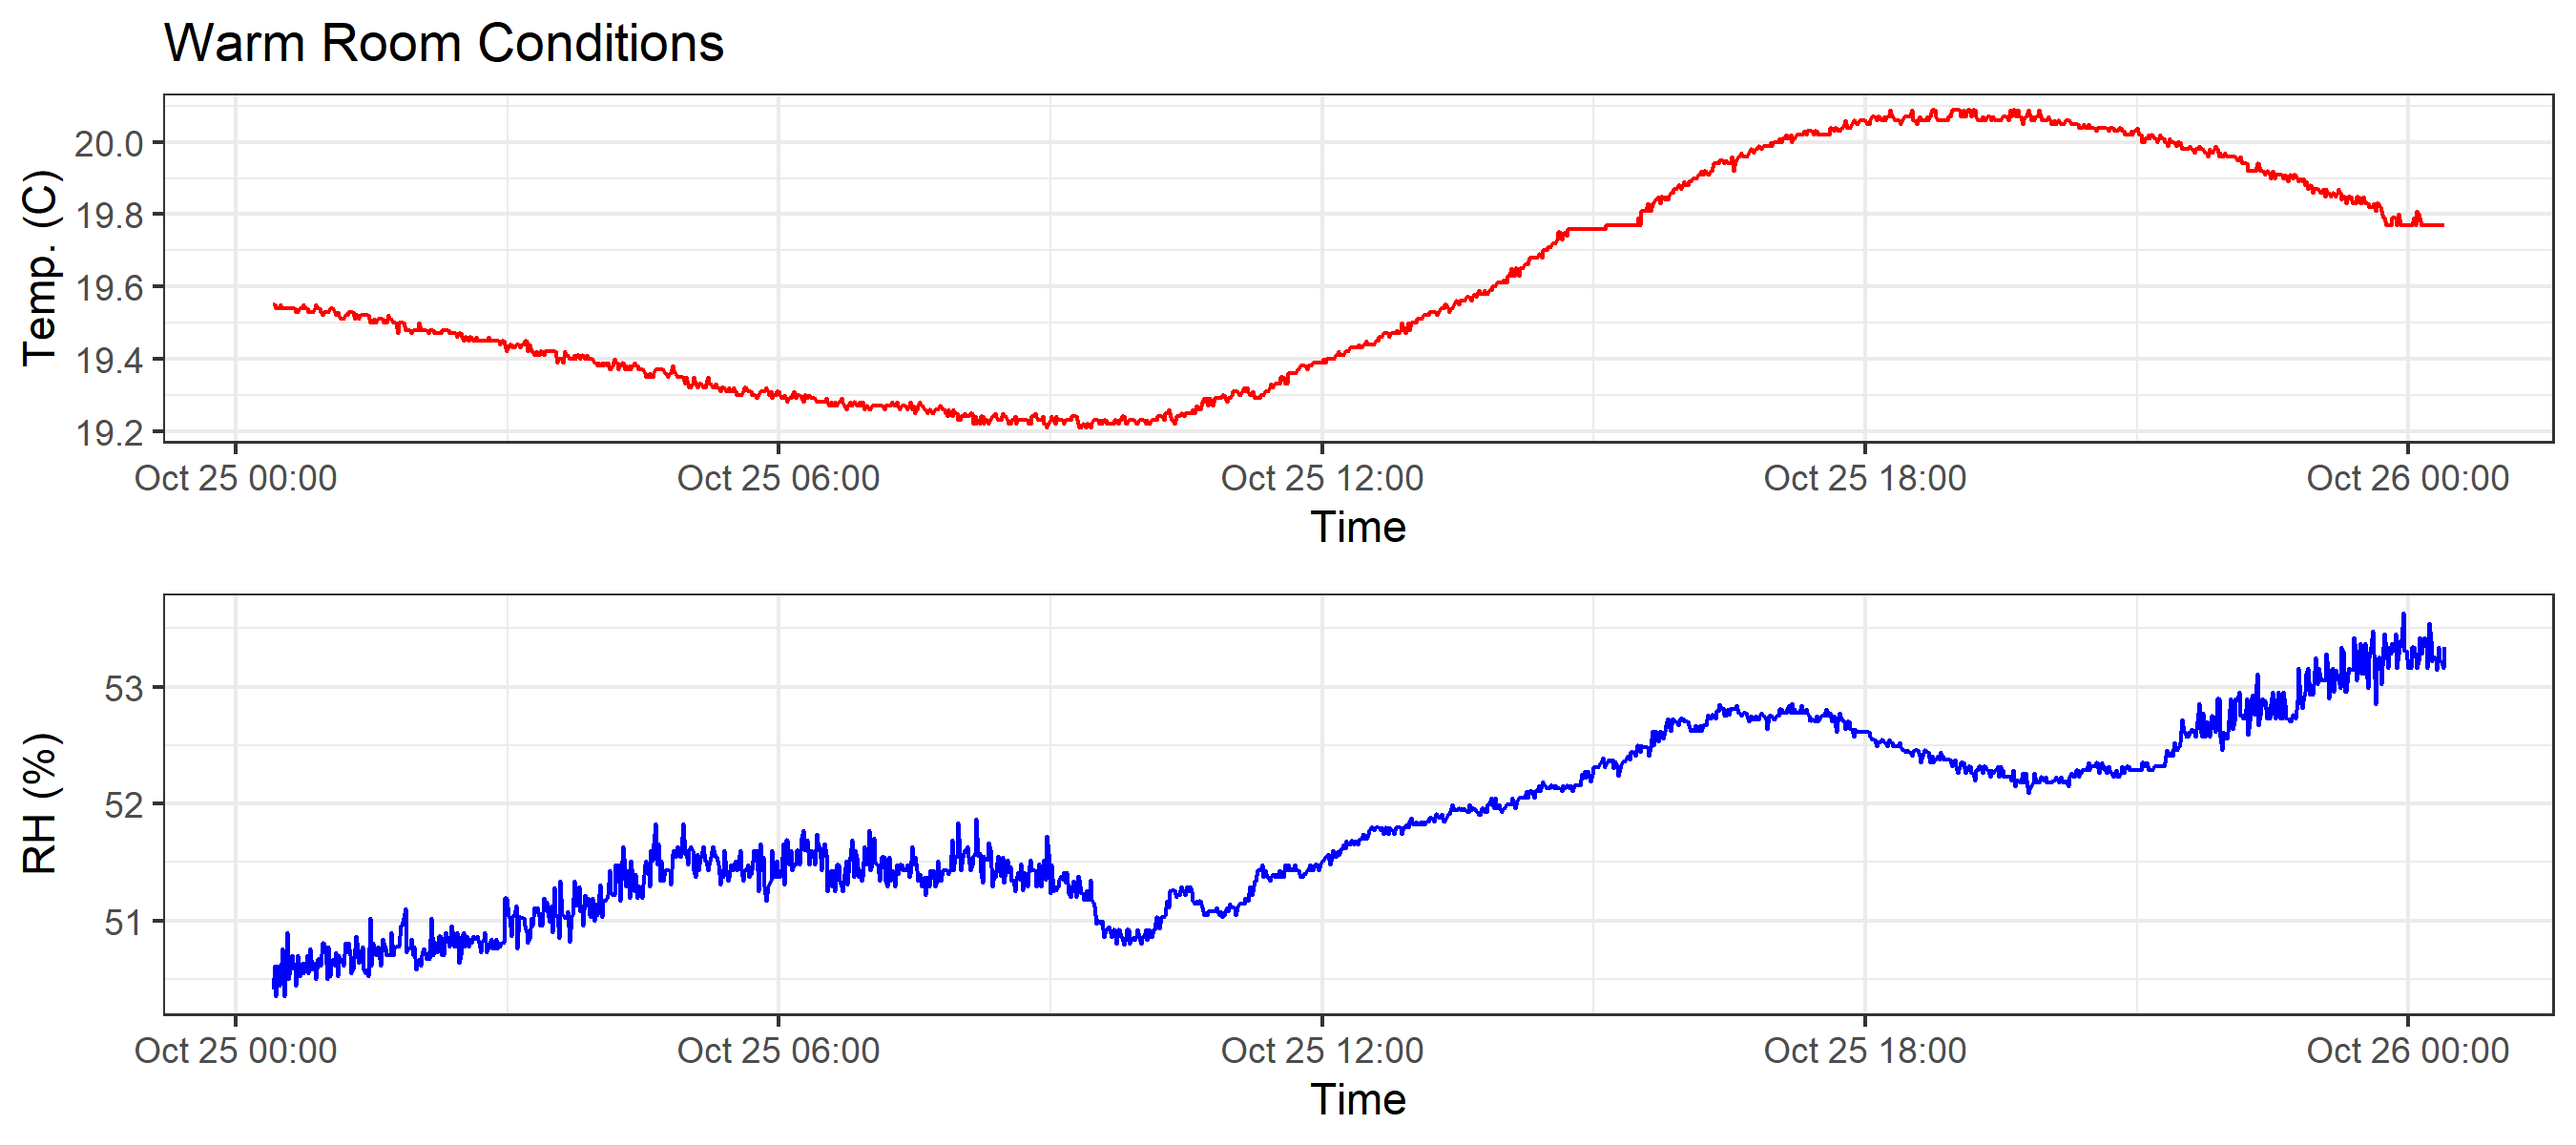 Warm Room Conditions
Temp. (C)
20.0
19.8
19.6
19.4
19.2
Oct 25 00:00 Oct 25 06:00 Oct 25 12:00 Oct 25 18:00 Oct 26 00:00
Time
RH (%)
53
52
51
Oct 25 00:00 Oct 25 06:00 Oct 25 12:00 Oct 25 18:00 Oct 26 00:00
Time